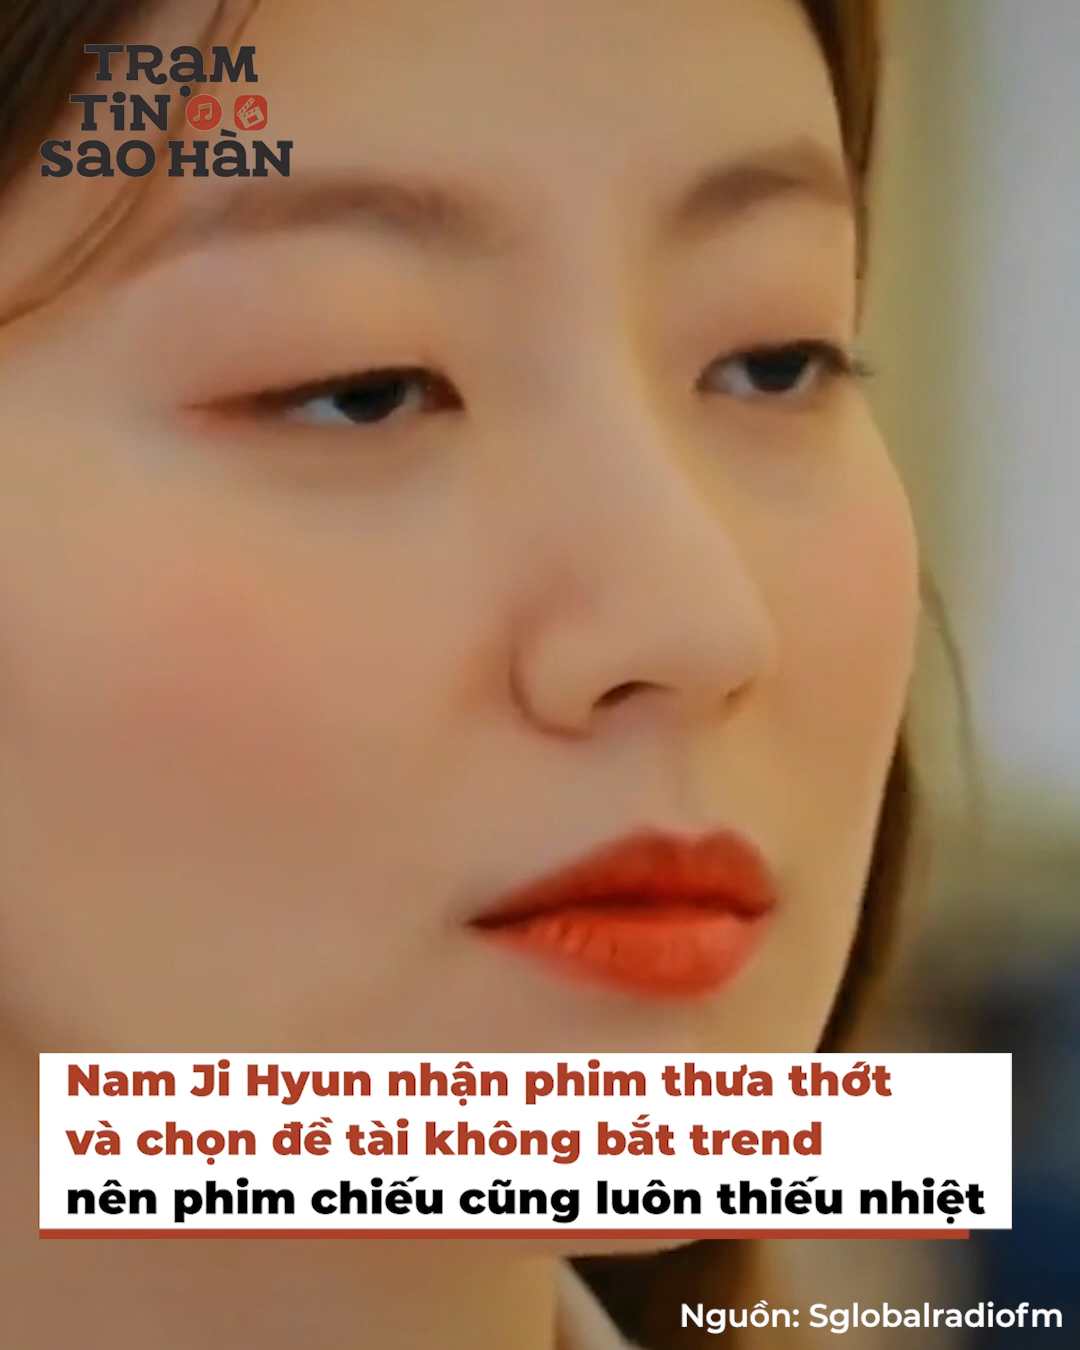 TRẠM
TiN
SAO HÀN
Nam Ji Hyun nhận phim thưa thớt
và chọn đề tài không bắt trend
nên phim chiếu cũng luôn thiếu nhiệt
Nguồn: Sglobalradiofm